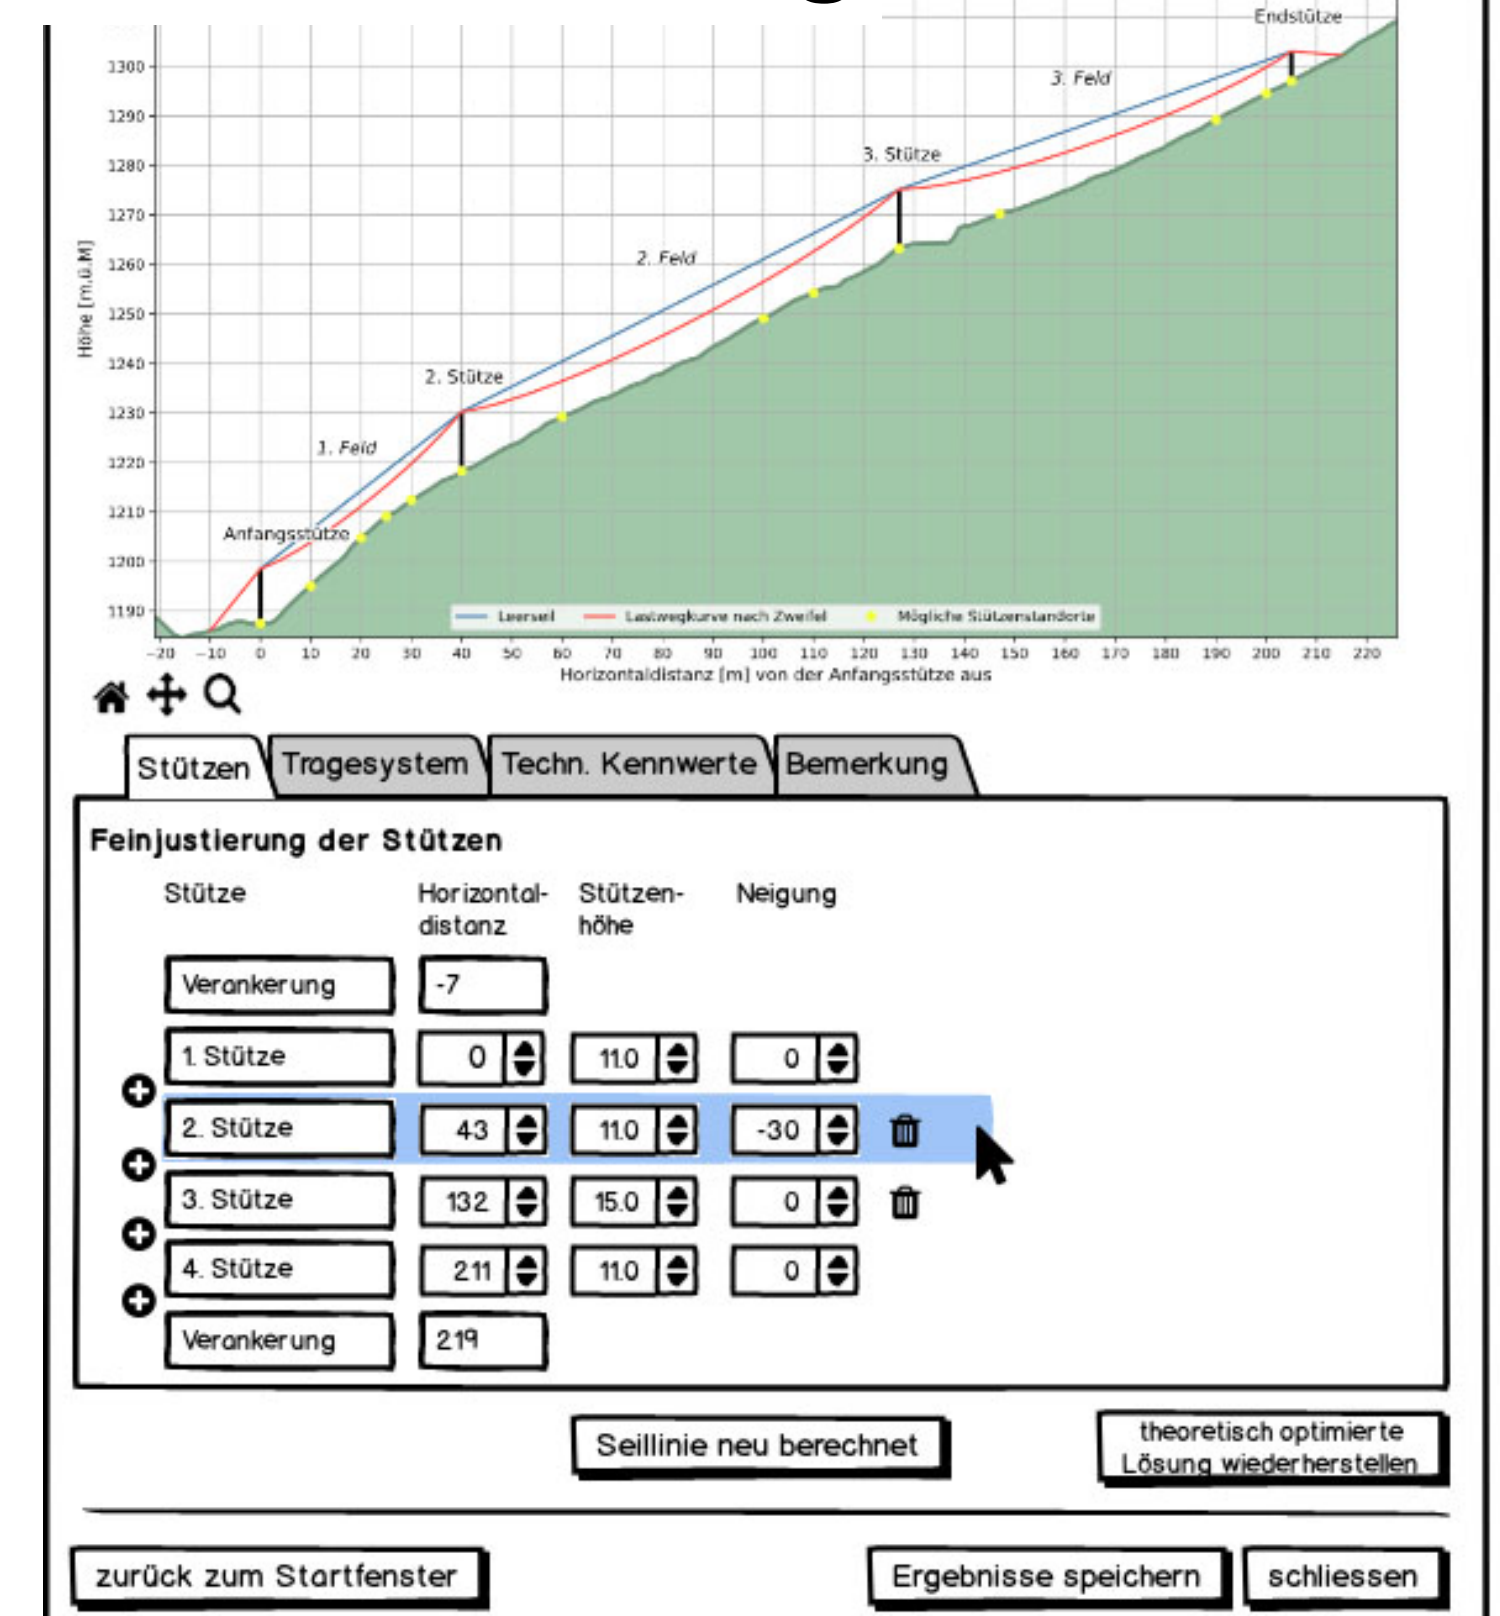 Endstütze
3. Feld
3. Stütze
2. Feld
2. Stütze
1. Feld
Anfangsstütze
Höhe [m.ü.M]
1300
1290
1280
1270
1260
1250
1240
1230
1220
1210
1200
1190
Leerseil Lastwegkurve nach Zweifel Mögliche Stützenstandorte
−20 −10 0 10 20 30 40 50 60 70 80 90 100 110 120 130 140 150 160 170 180 190 200 210 220
Horizontaldistanz [m] von der Anfangsstütze aus
Stützen Tragesystem Techn. Kennwerte Bemerkung
Feinjustierung der Stützen
Stütze Horizontal- Stützen- Neigung
distanz höhe
Verankerung -7
1. Stütze 0 11.0 0
2. Stütze 43 11.0 -30
3. Stütze 132 15.0 0
4. Stütze 211 11.0 0
Verankerung 219
Seillinie neu berechnet
theoretisch optimierte
Lösung wiederherstellen
zurück zum Startfenster Ergebnisse speichern schliessen